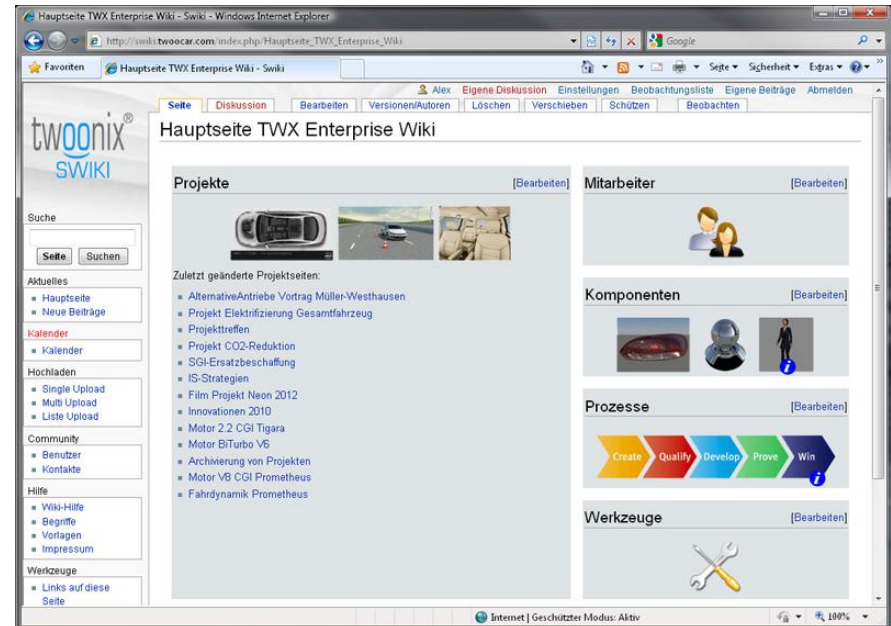 Hauptseite TWX Enterprise Wiki - Swiki - Windows Internet Explorer
http://swiki.twoocar.com/index.php/Hauptseite_TWX_Enterprise_Wiki
Google
Favoriten
Hauptseite TWX Enterprise Wiki - Swiki
Seite
Sicherheit
Extras
Alex Eigene Diskussion Einstellungen Beobachtungsliste Eigene Beiträge Abmelden
Seite Diskussion Bearbeiten Versionen/Autoren Löschen Verschieben Schützen Beobachten
twoonix®
SWIKI
Hauptseite TWX Enterprise Wiki
Suche
Seite Suchen
Aktuelles
Hauptseite
Neue Beiträge
Kalender
Kalender
Hochladen
Single Upload
Multi Upload
Liste Upload
Community
Benutzer
Kontakte
Hilfe
Wiki-Hilfe
Begriffe
Vorlagen
Impressum
Werkzeuge
Links auf diese
Seite
Projekte [Bearbeiten]
Zuletzt geänderte Projektseiten:
AlternativeAntriebe Vortrag Müller-Westhausen
Projekt Elektrifizierung Gesamtfahrzeug
Projekttreffen
Projekt CO2-Reduktion
SGI-Ersatzbeschaffung
IS-Strategien
Film Projekt Neon 2012
Innovationen 2010
Motor 2.2 CGI Tigara
Motor BiTurbo V6
Archivierung von Projekten
Motor V8 CGI Prometheus
Fahrdynamik Prometheus
Mitarbeiter [Bearbeiten]
Komponenten [Bearbeiten]
Prozesse [Bearbeiten]
Create Qualify Develop Prove Win
Werkzeuge [Bearbeiten]
Internet | Geschützter Modus: Aktiv
100%